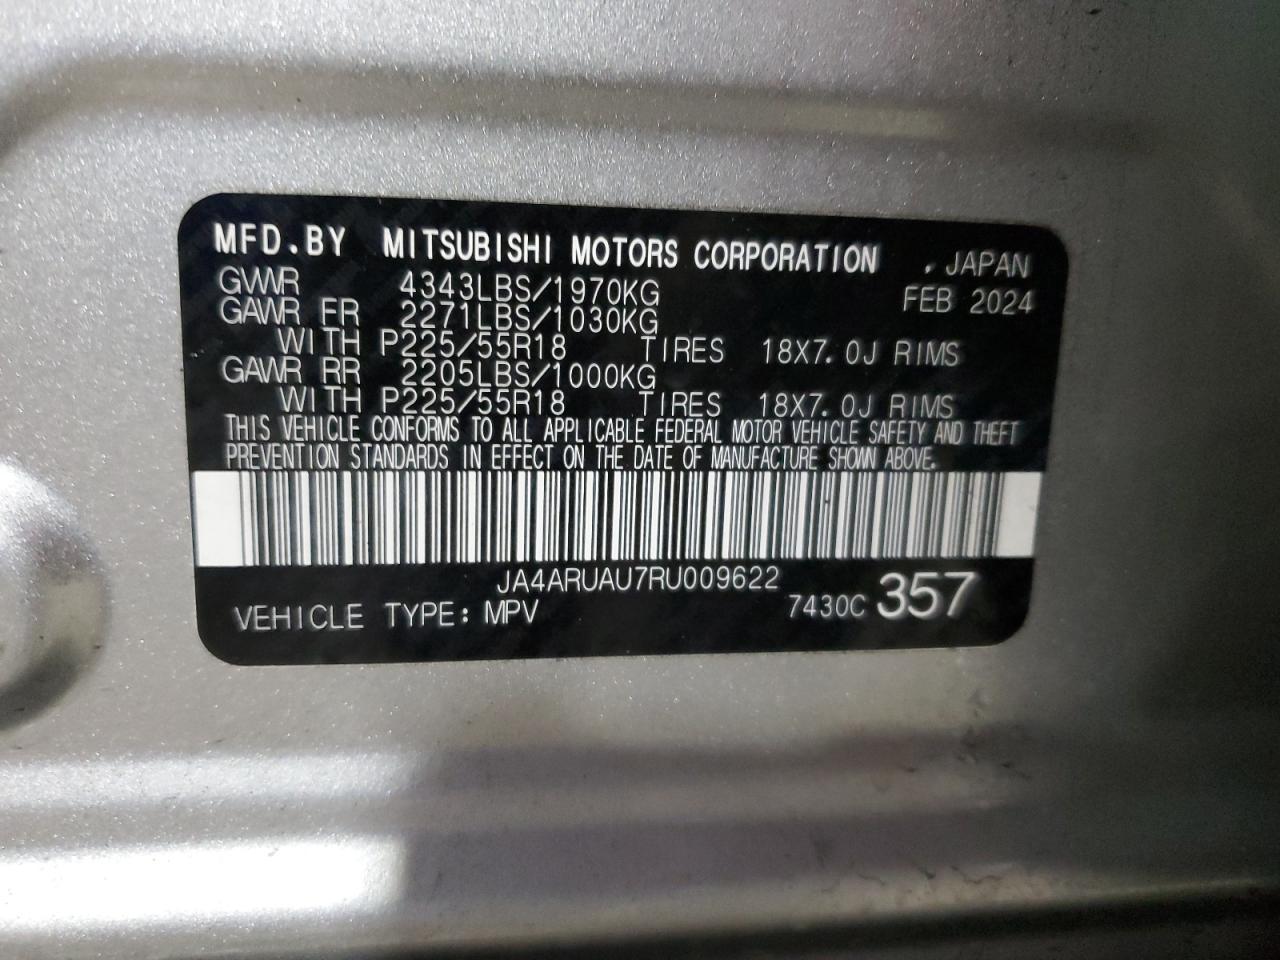 MFD.BY MITSUBISHI MOTORS CORPORATION , JAPAN
GVWR 4343LBS/1970KG FEB 2024
GAWR FR 2271LBS/1030KG
WITH P225/55R18 TIRES 18X7.0J RIMS
GAWR RR 2205LBS/1000KG
WITH P225/55R18 TIRES 18X7.0J RIMS
THIS VEHICLE CONFORMS TO ALL APPLICABLE FEDERAL MOTOR VEHICLE SAFETY AND THEFT
PREVENTION STANDARDS IN EFFECT ON THE DATE OF MANUFACTURE SHOWN ABOVE.
JA4ARUAU7RU009622
VEHICLE TYPE: MPV 7430C 357